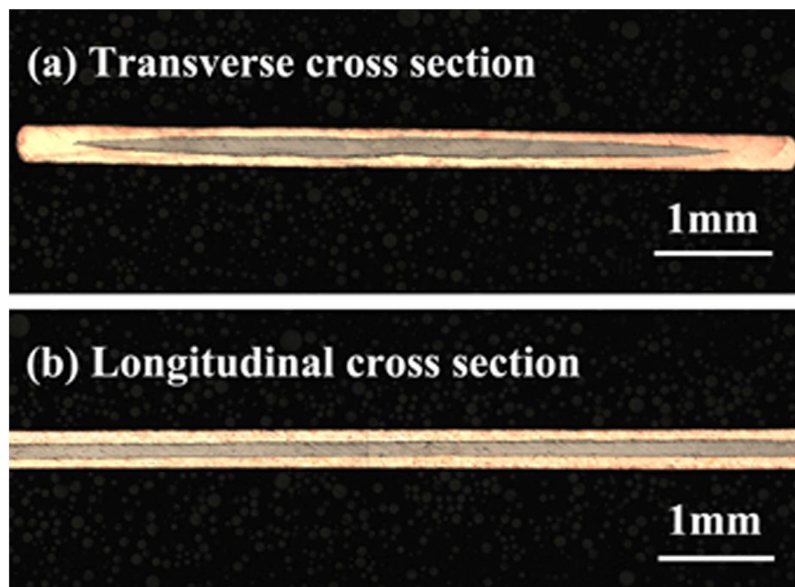 (a) Transverse cross section
1mm
(b) Longitudinal cross section
1mm